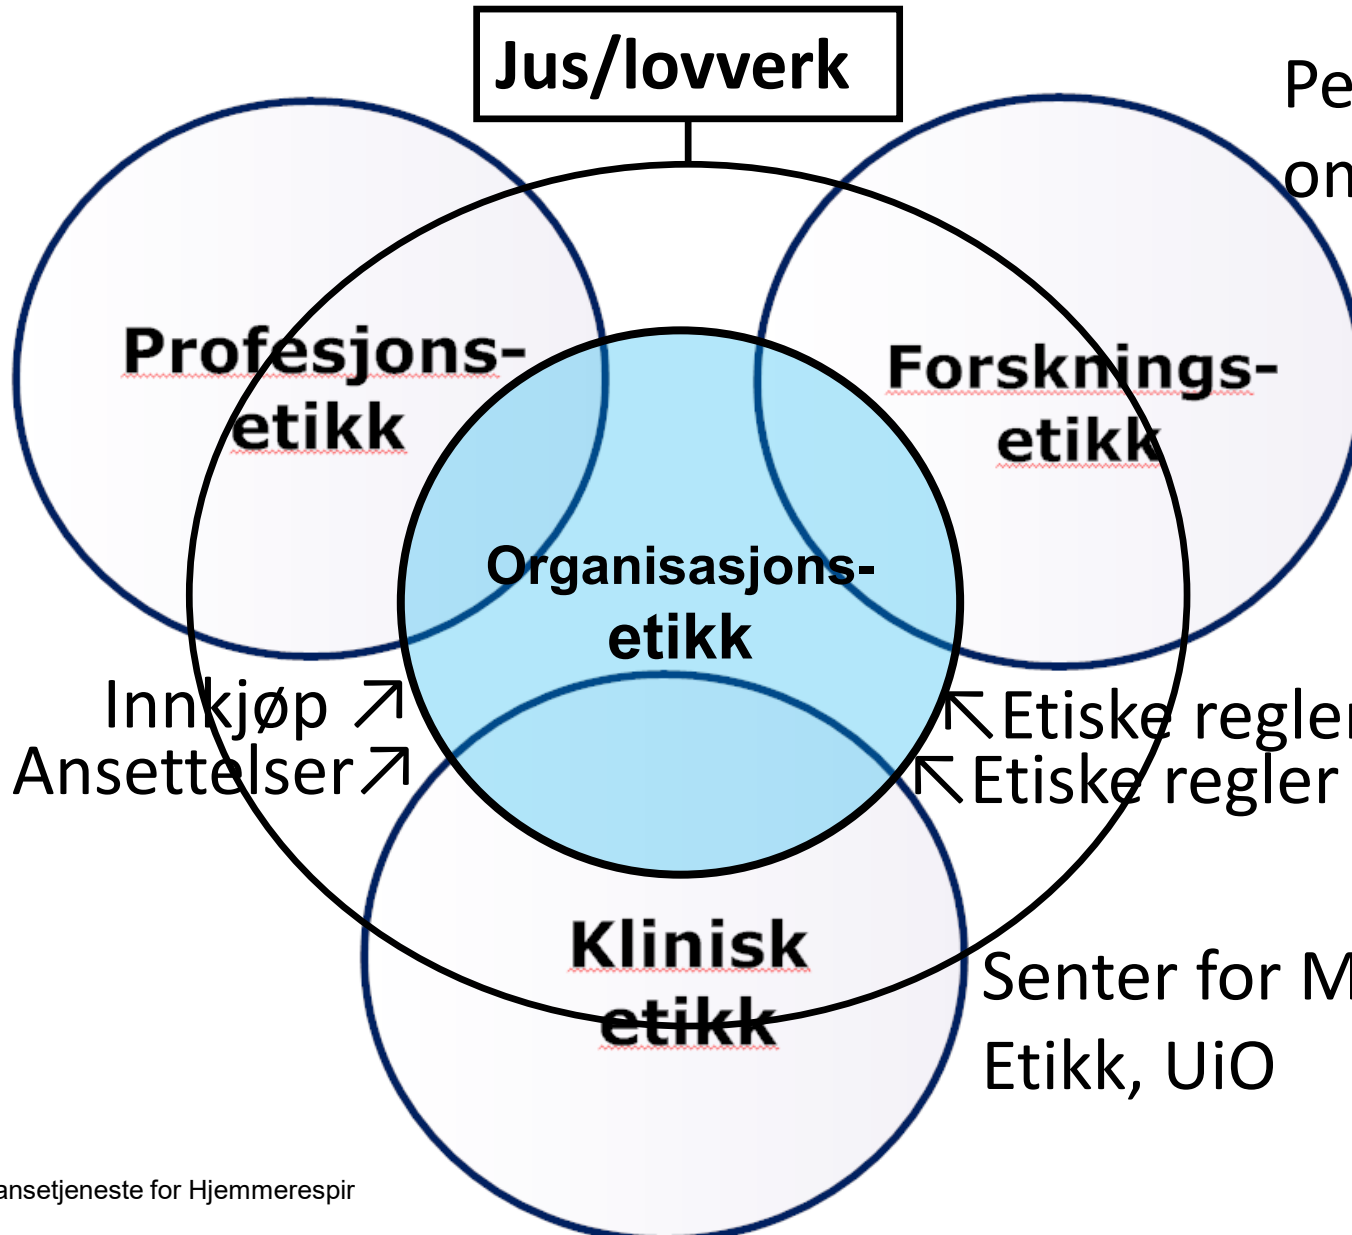 Jus/lovverk
Profesjons-
etikk
Forsknings-
etikk
Organisasjons-
etikk
Innkjøp ↗
Ansettelser ↗
↖Etiske regler
↖Etiske regler
Klinisk
etikk
Senter for M
Etikk, UiO
ansetjeneste for Hjemmerespir